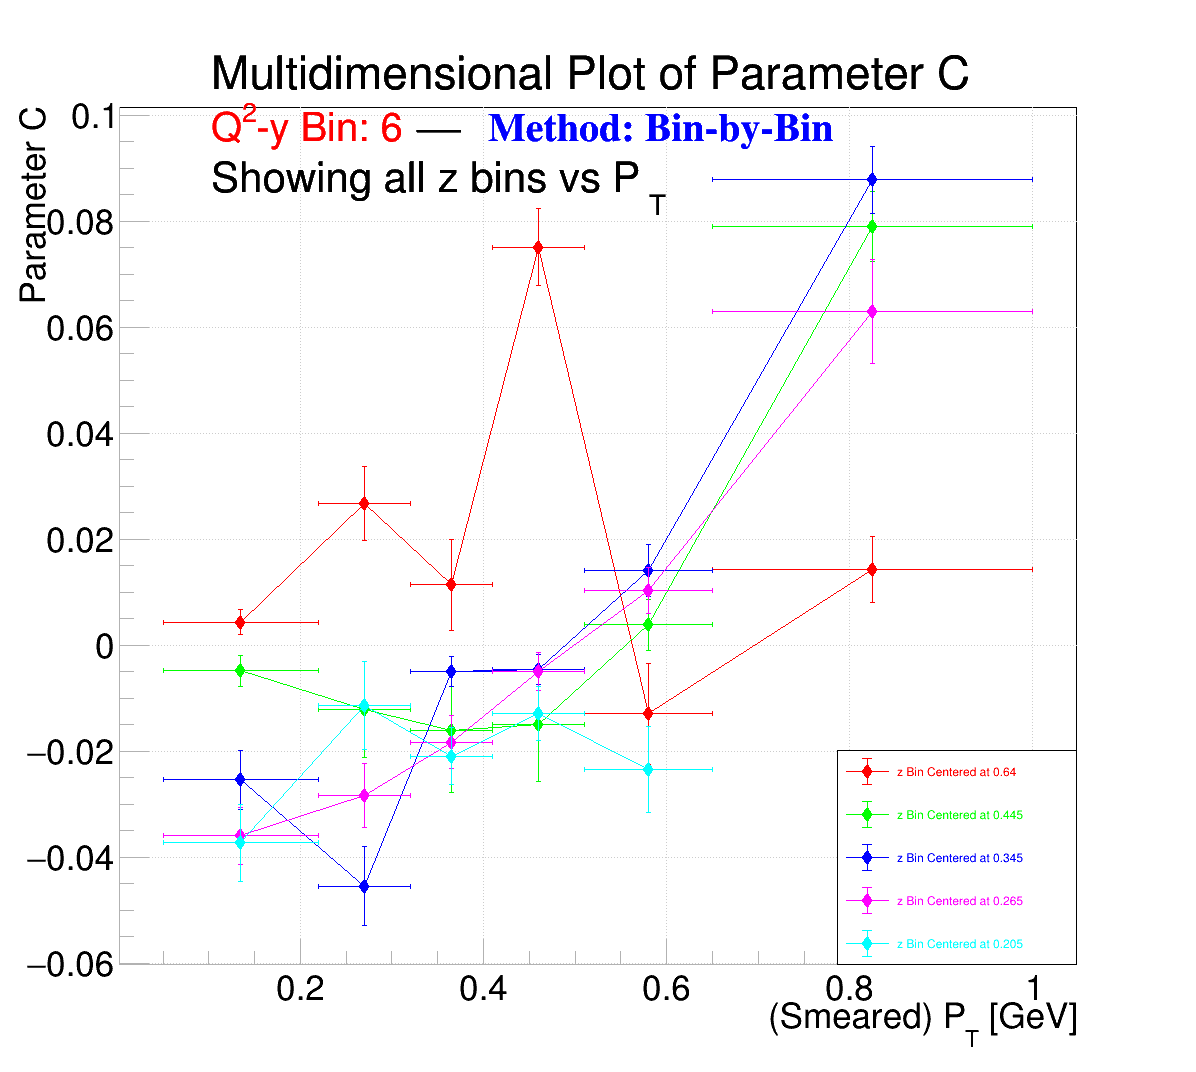 Multidimensional Plot of Parameter C
Q²-y Bin: 6 — Method: Bin-by-Bin
Showing all z bins vs P_T
Parameter C
0.1
0.08
0.06
0.04
0.02
0
−0.02
−0.04
−0.06
z Bin Centered at 0.64
z Bin Centered at 0.445
z Bin Centered at 0.345
z Bin Centered at 0.265
z Bin Centered at 0.205
0.2 0.4 0.6 0.8 1
(Smeared) P_T [GeV]